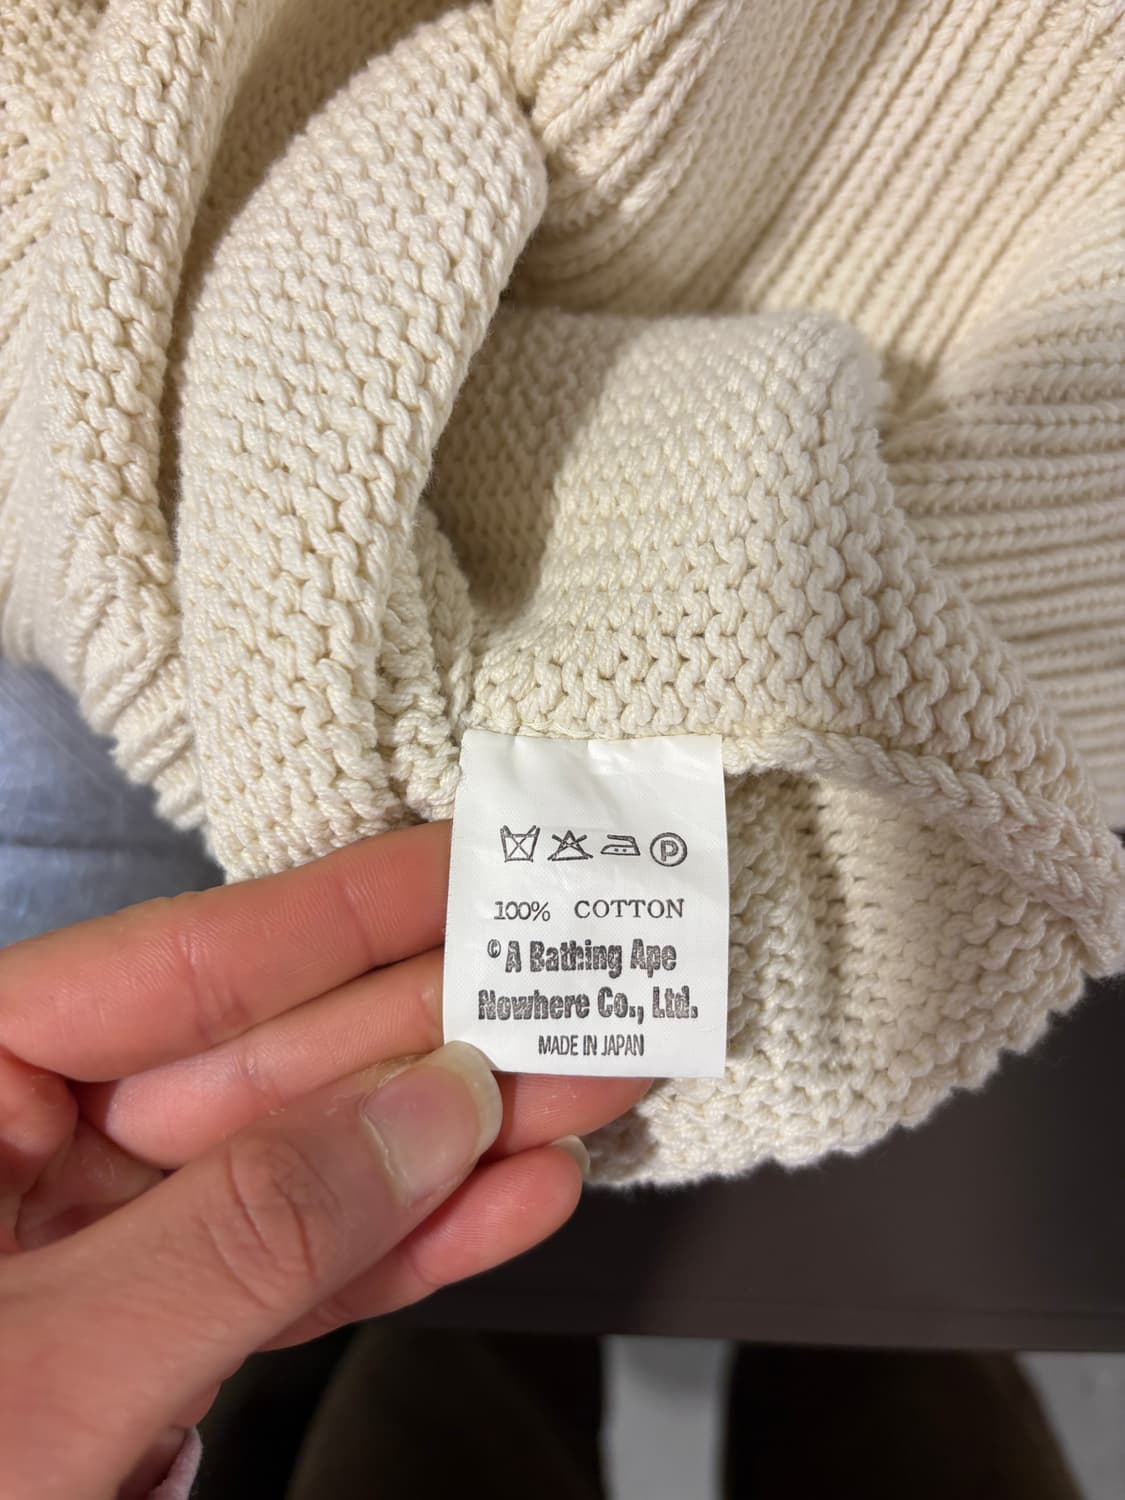 P
100% COTTON
© A Bathing Ape
Nowhere Co., Ltd.
MADE IN JAPAN